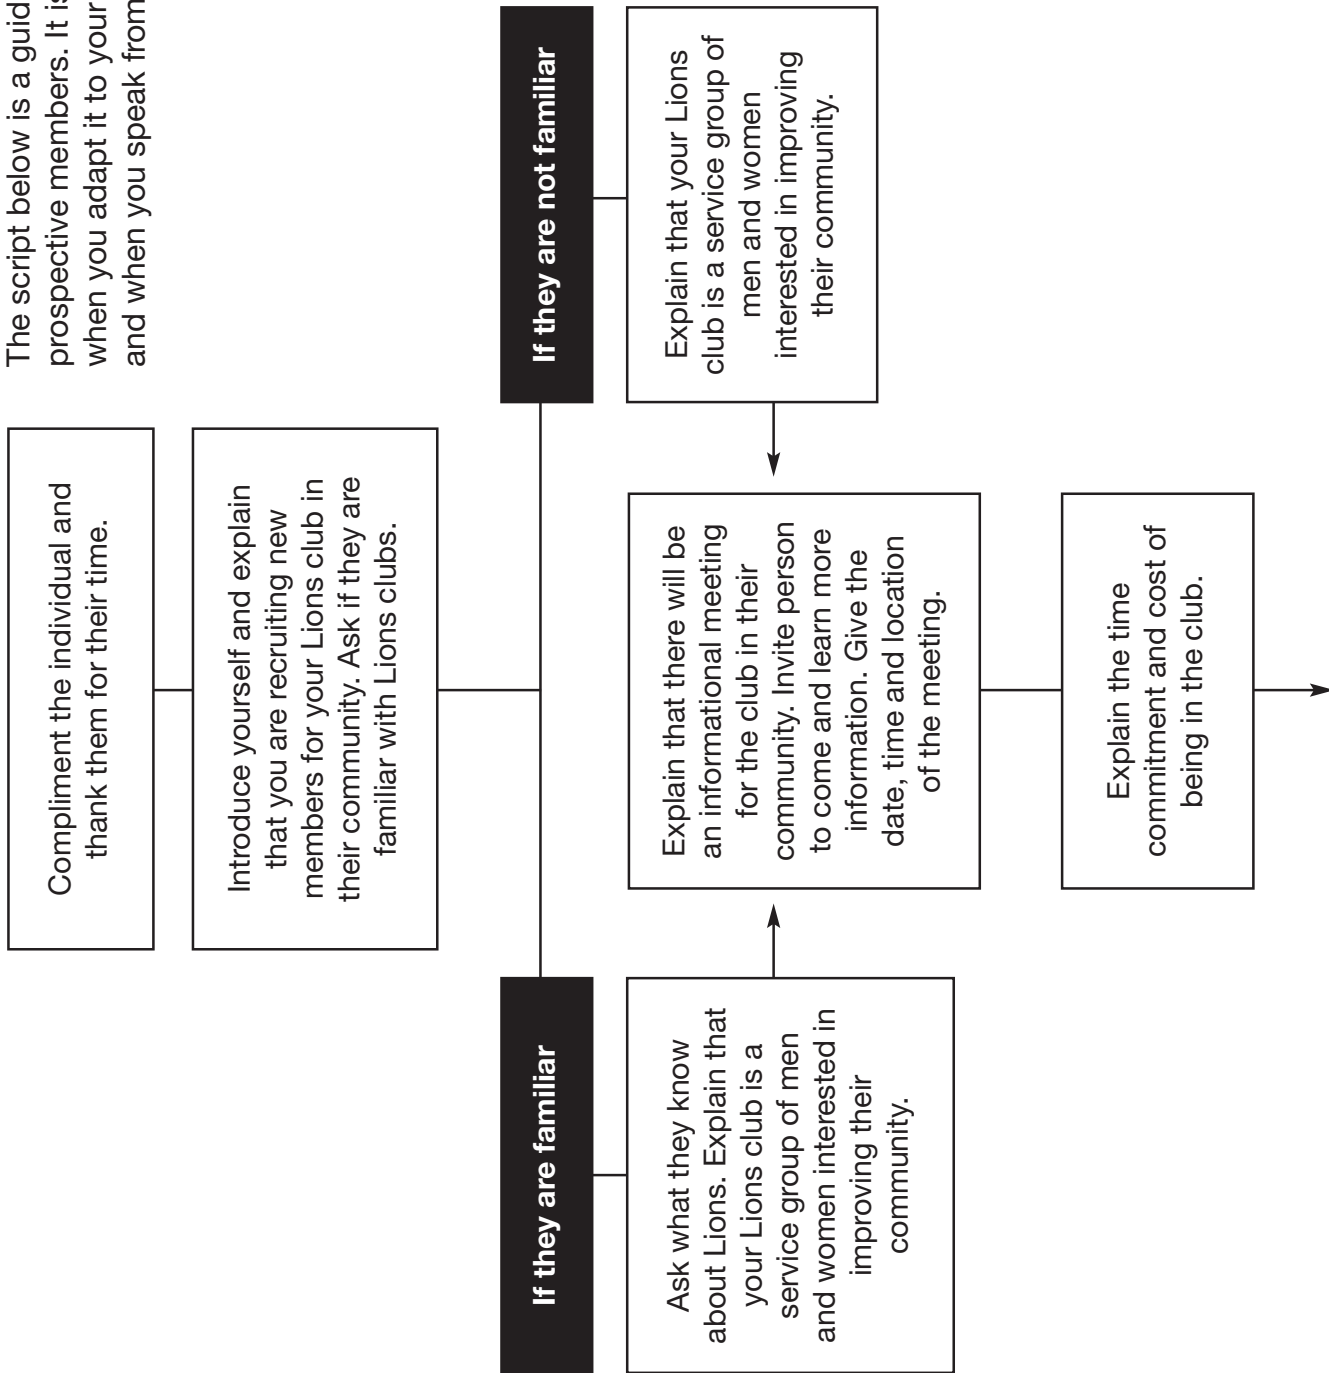 The script below is a guid
prospective members. It is
when you adapt it to your
and when you speak from
Compliment the individual and
thank them for their time.
Introduce yourself and explain
that you are recruiting new
members for your Lions club in
their community. Ask if they are
familiar with Lions clubs.
If they are familiar
Ask what they know
about Lions. Explain that
your Lions club is a
service group of men
and women interested in
improving their
community.
If they are not familiar
Explain that your Lions
club is a service group of
men and women
interested in improving
their community.
Explain that there will be
an informational meeting
for the club in their
community. Invite person
to come and learn more
information. Give the
date, time and location
of the meeting.
Explain the time
commitment and cost of
being in the club.